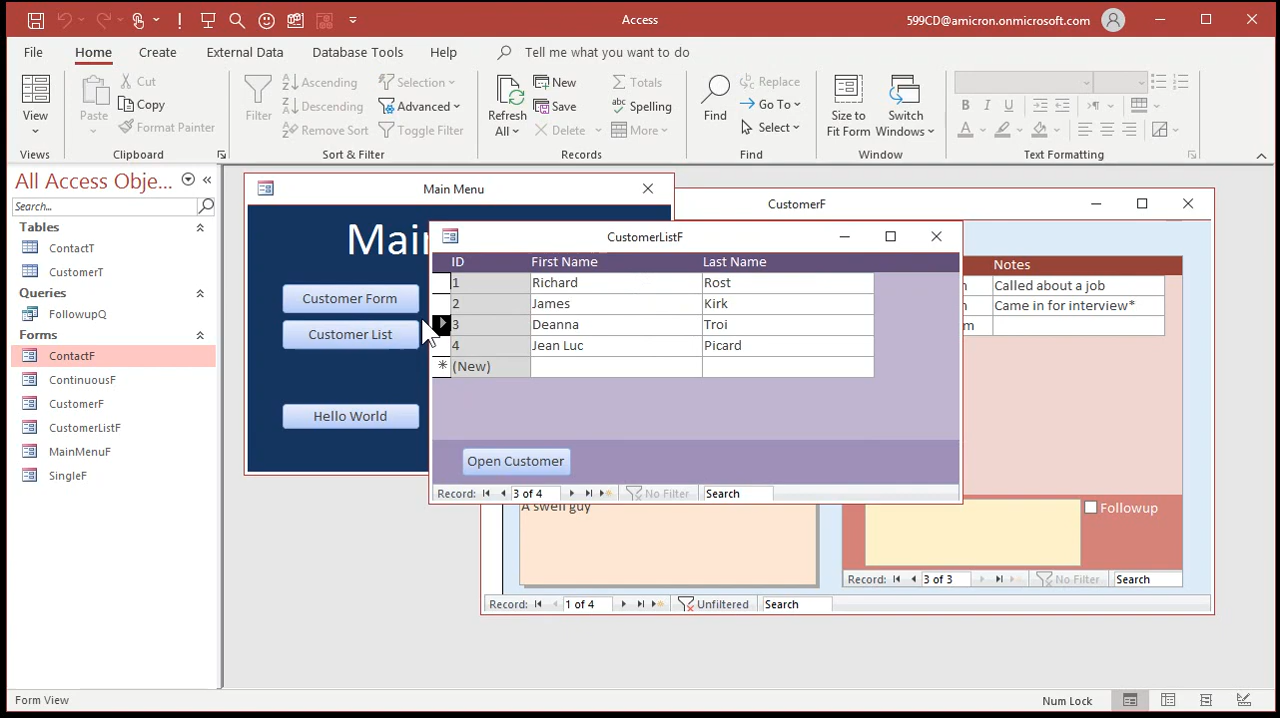 Access
599CD@amicron.onmicrosoft.com
File Home Create External Data Database Tools Help Tell me what you want to do
View
Views
Paste
Cut
Copy
Format Painter
Clipboard
Filter
Ascending
Descending
Remove Sort
Selection
Advanced
Toggle Filter
Sort & Filter
Refresh
All
New
Save
Delete
Totals
Spelling
More
Records
Find
Replace
Go To
Select
Find
Size to
Fit Form
Switch
Windows
Window
B I U
A
Text Formatting
All Access Obje...
Search...
Tables
ContactT
CustomerT
Queries
FollowupQ
Forms
ContactF
ContinuousF
CustomerF
CustomerListF
MainMenuF
SingleF
Main Menu
Customer Form
Customer List
Hello World
CustomerF
Notes
Called about a job
Came in for interview*
CustomerListF
ID First Name Last Name
1 Richard Rost
2 James Kirk
3 Deanna Troi
4 Jean Luc Picard
* (New)
Open Customer
Record: 3 of 4 No Filter Search
A swell guy
Followup
Record: 3 of 3 No Filter Search
Record: 1 of 4 Unfiltered Search
Form View
Num Lock